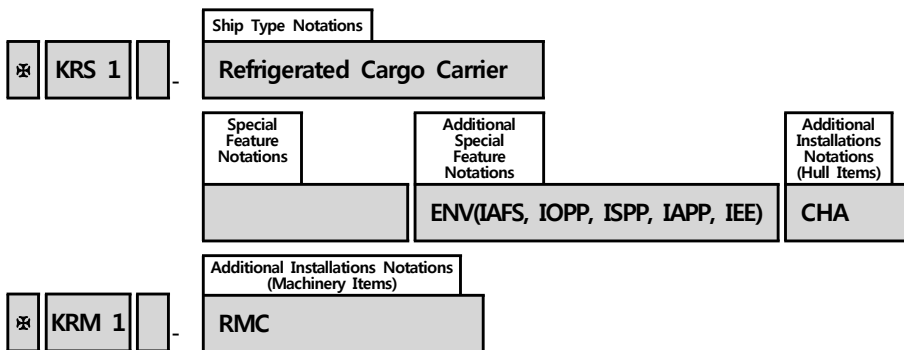 Ship Type Notations
✠ KRS 1 - Refrigerated Cargo Carrier
Special
Feature
Notations
Additional
Special
Feature
Notations
Additional
Installations
Notations
(Hull Items)
ENV(IAFS, IOPP, ISPP, IAPP, IEE) CHA
Additional Installations Notations
(Machinery Items)
✠ KRM 1 - RMC